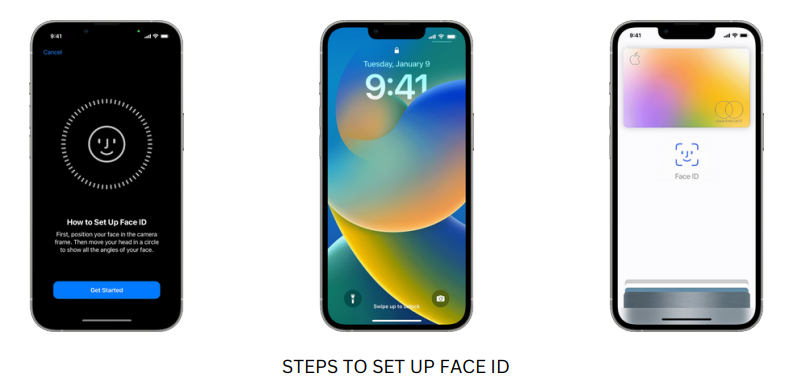 9:41
Cancel
How to Set Up Face ID
First, position your face in the camera
frame. Then move your head in a circle
to show all the angles of your face.
Get Started
Tuesday, January 9
9:41
Swipe up to unlock
9:41
Face ID
STEPS TO SET UP FACE ID